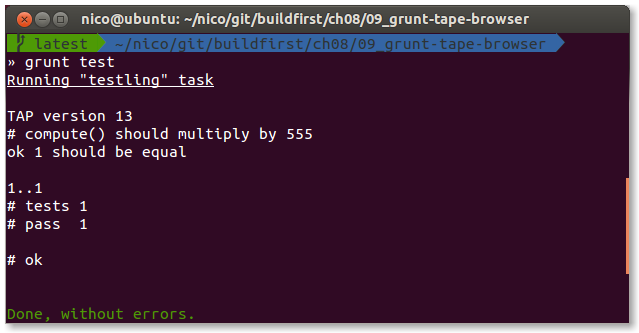 nico@ubuntu: ~/nico/git/buildfirst/ch08/09_grunt-tape-browser
latest ~/nico/git/buildfirst/ch08/09_grunt-tape-browser
» grunt test
Running "testling" task
TAP version 13
# compute() should multiply by 555
ok 1 should be equal
1..1
# tests 1
# pass  1
# ok
Done, without errors.